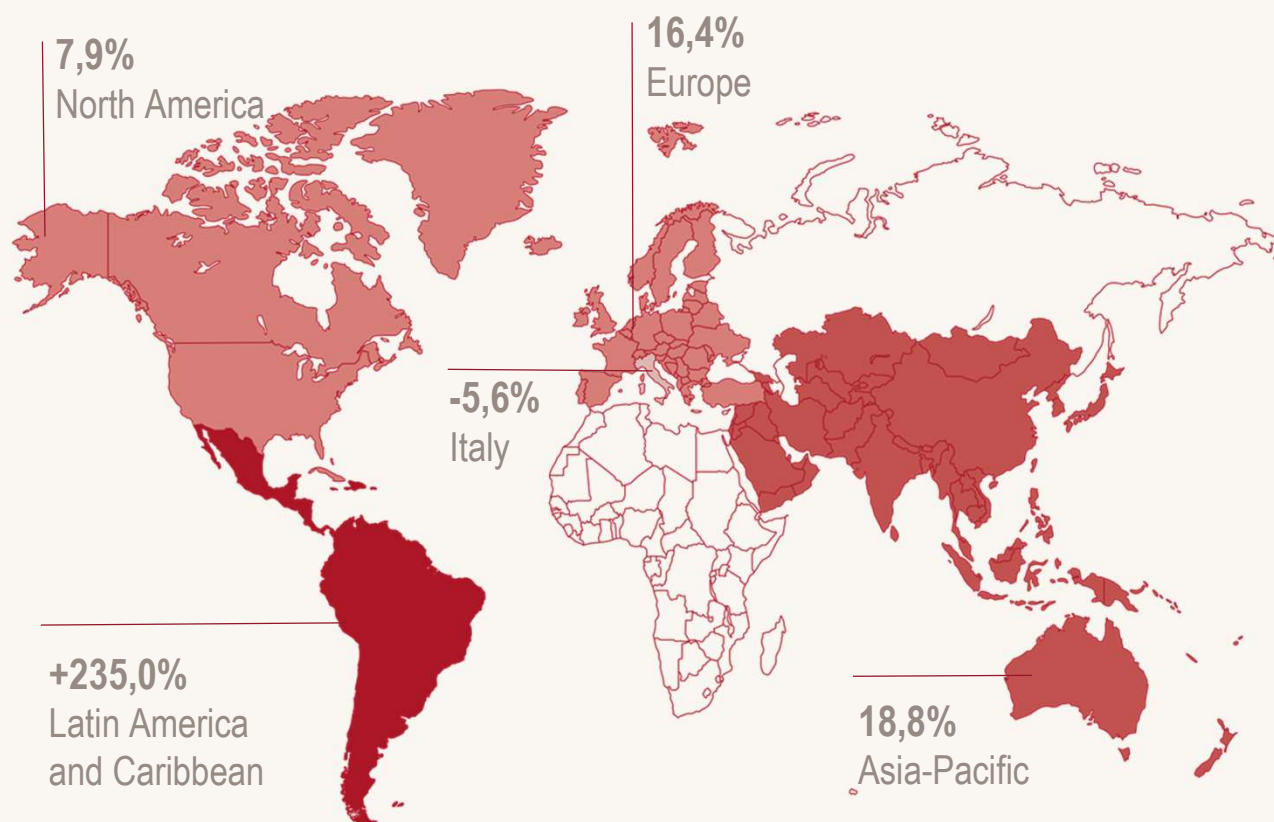 7,9%
North America
16,4%
Europe
-5,6%
Italy
+235,0%
Latin America
and Caribbean
18,8%
Asia-Pacific